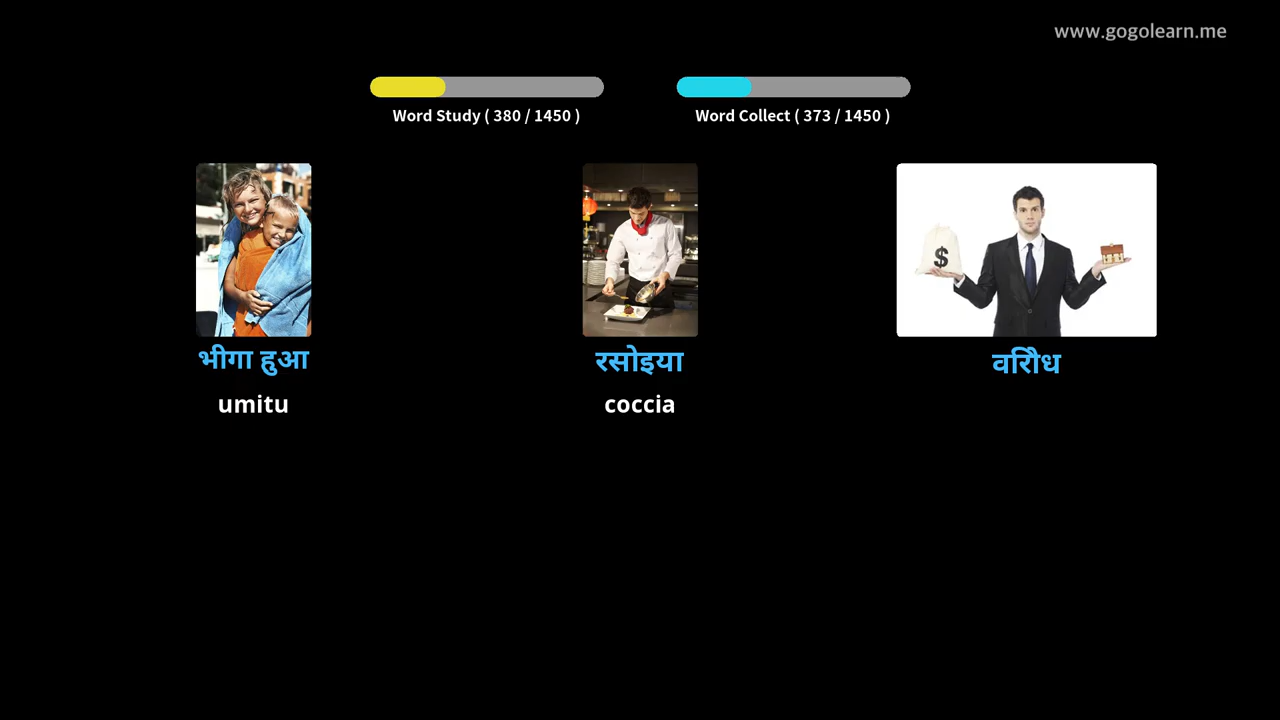 www.gogolearn.me
Word Study ( 380 / 1450 )
Word Collect ( 373 / 1450 )
$
भीगा हुआ
रसोइया
वरिोध
umitu
coccia